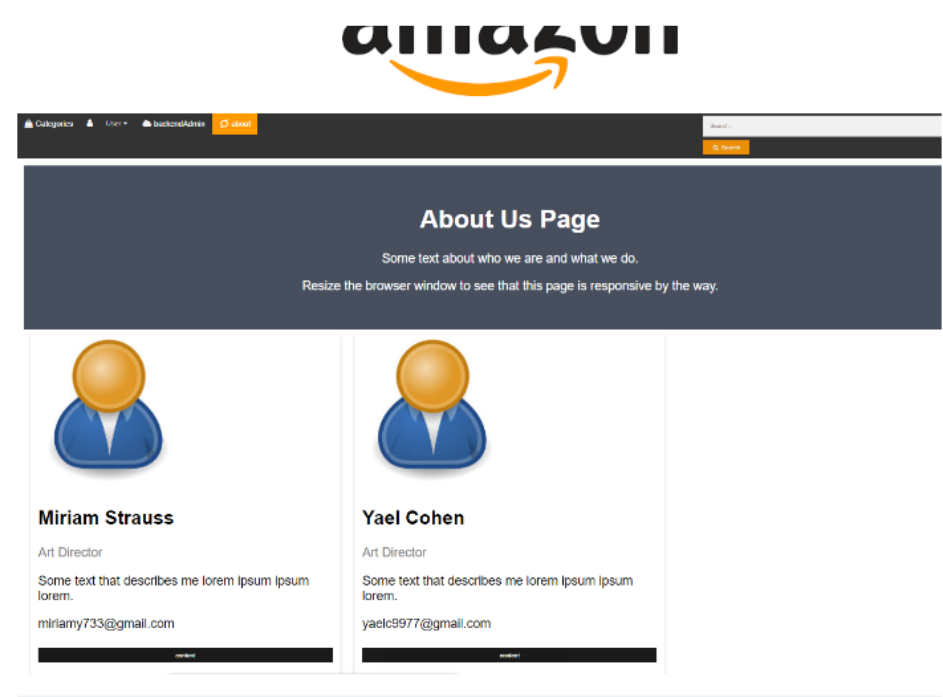 amazon
Categories User backendAdmin about
Search..
Search
About Us Page
Some text about who we are and what we do.
Resize the browser window to see that this page is responsive by the way.
Miriam Strauss
Art Director
Some text that describes me lorem ipsum ipsum
lorem.
miriamy733@gmail.com
contact
Yael Cohen
Art Director
Some text that describes me lorem ipsum ipsum
lorem.
yaelc9977@gmail.com
contact